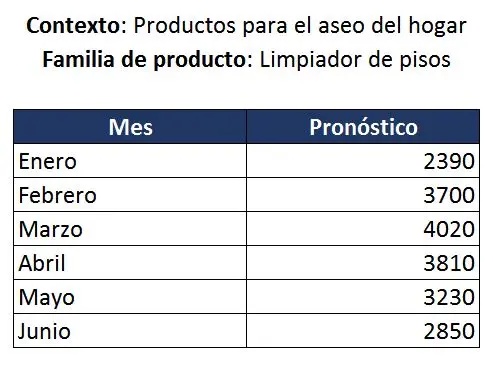 Contexto: Productos para el aseo del hogar
Familia de producto: Limpiador de pisos
Mes Pronóstico
Enero 2390
Febrero 3700
Marzo 4020
Abril 3810
Mayo 3230
Junio 2850